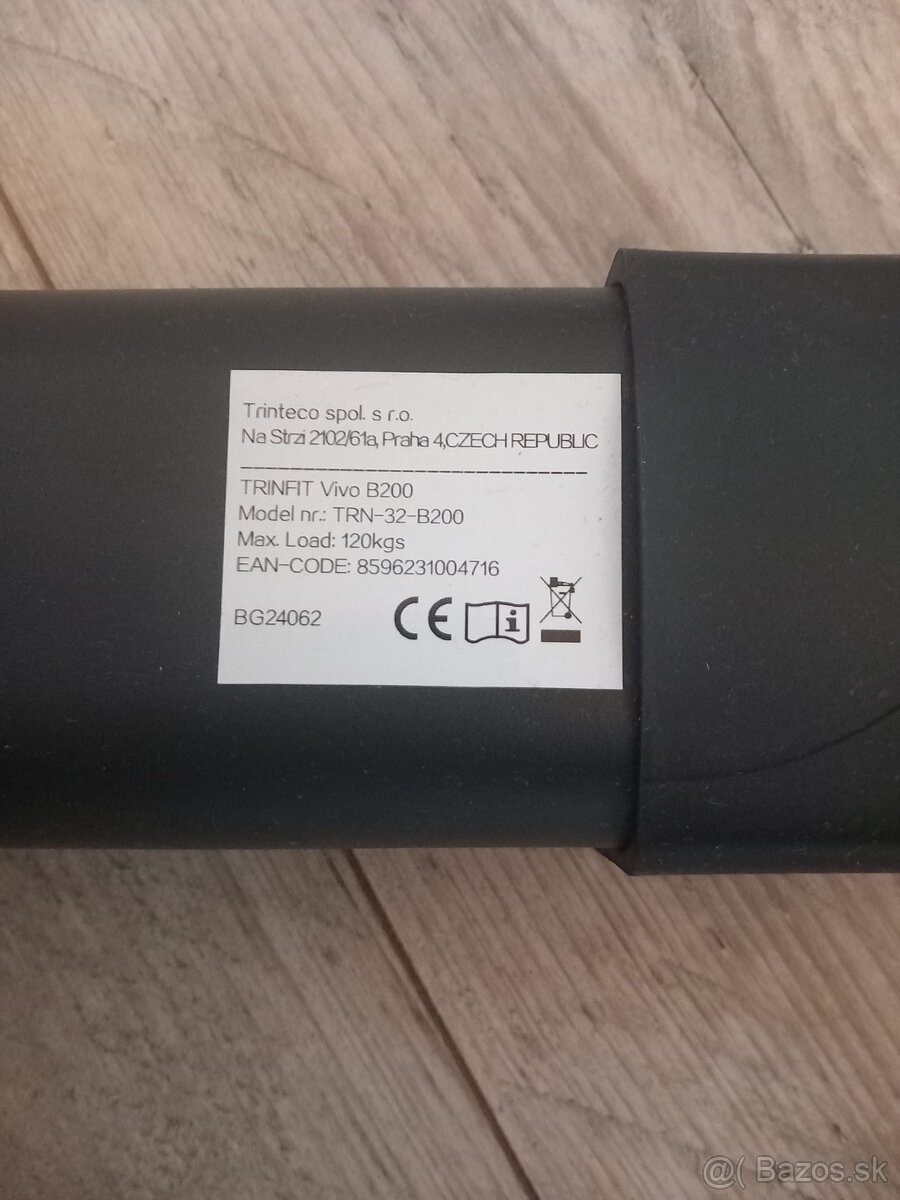 Trinteco spol. s r.o.
Na Strzi 2102/61a, Praha 4,CZECH REPUBLIC
TRINFIT Vivo B200
Model nr.: TRN-32-B200
Max. Load: 120kgs
EAN-CODE: 8596231004716
BG24062
CE
i
@( Bazos.sk